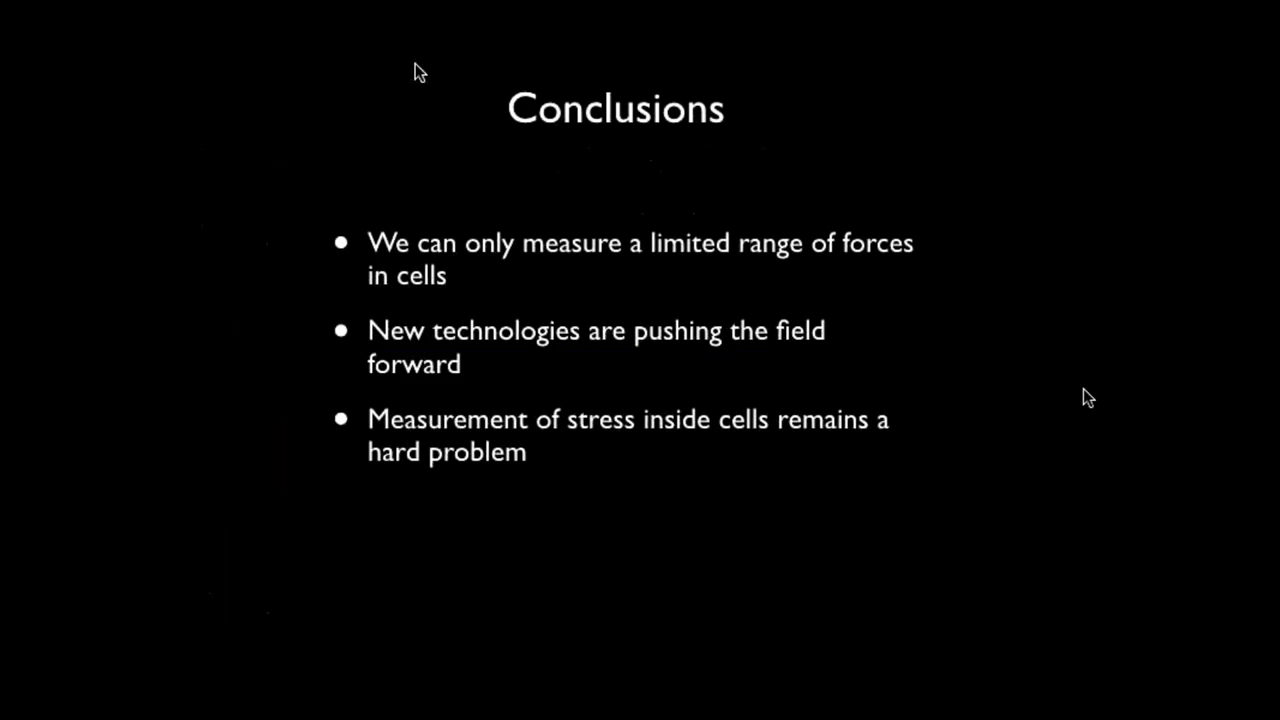 Conclusions
• We can only measure a limited range of forces
in cells
• New technologies are pushing the field
forward
• Measurement of stress inside cells remains a
hard problem